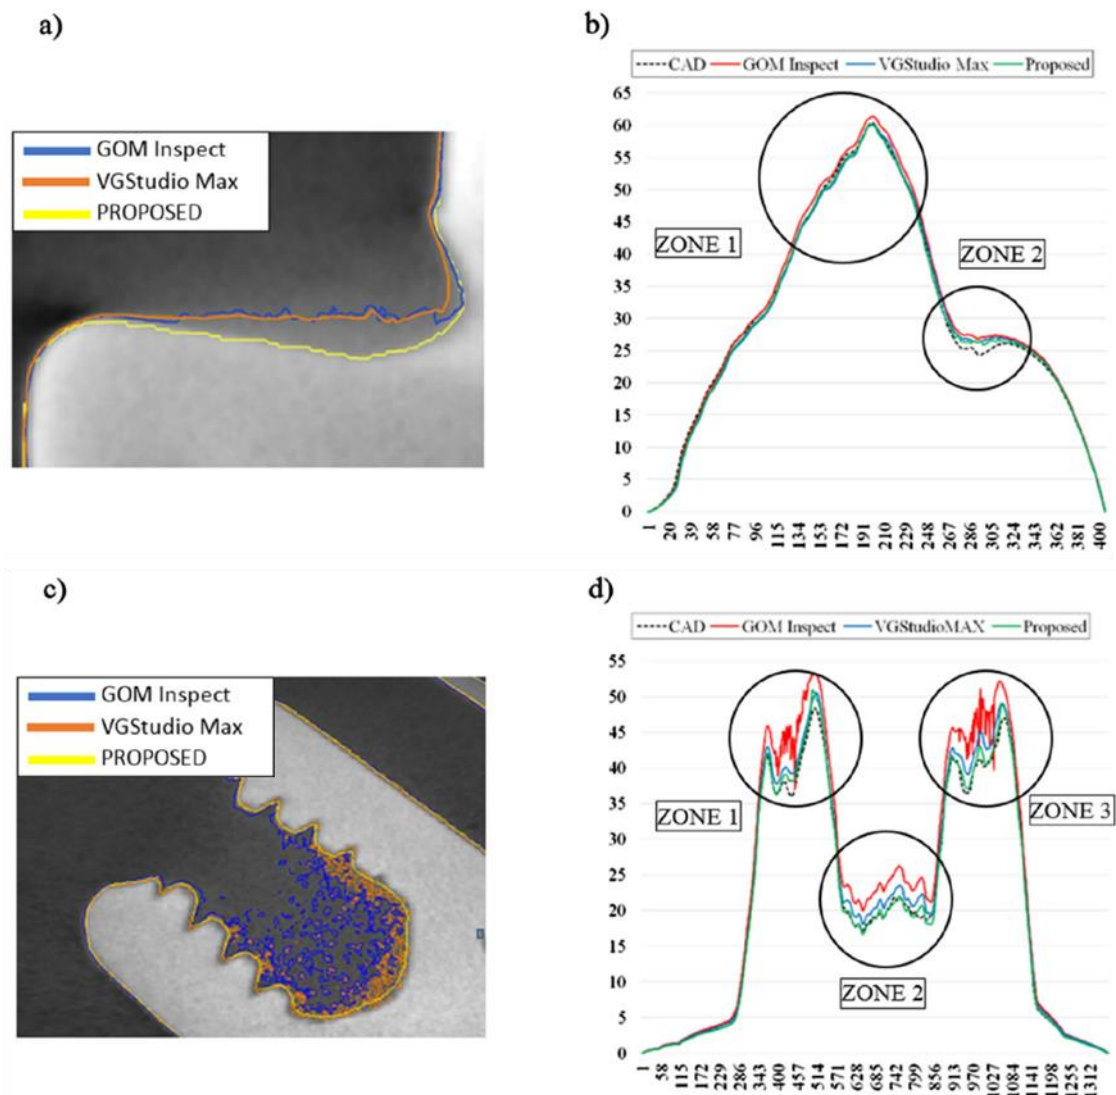 a)
GOM Inspect
VGStudio Max
PROPOSED
b)
CAD GOM Inspect VGStudio Max Proposed
65
60
55
50
45
40
35
30
25
20
15
10
5
0
ZONE 1
ZONE 2
1 20 39 58 77 96 115 134 153 172 191 210 229 248 267 286 305 324 343 362 381 400
c)
GOM Inspect
VGStudio Max
PROPOSED
d)
CAD GOM Inspect VGStudioMAX Proposed
55
50
45
40
35
30
25
20
15
10
5
0
ZONE 1
ZONE 3
ZONE 2
1 58 115 172 229 286 343 400 457 514 571 628 685 742 799 856 913 970 1027 1084 1141 1198 1255 1312